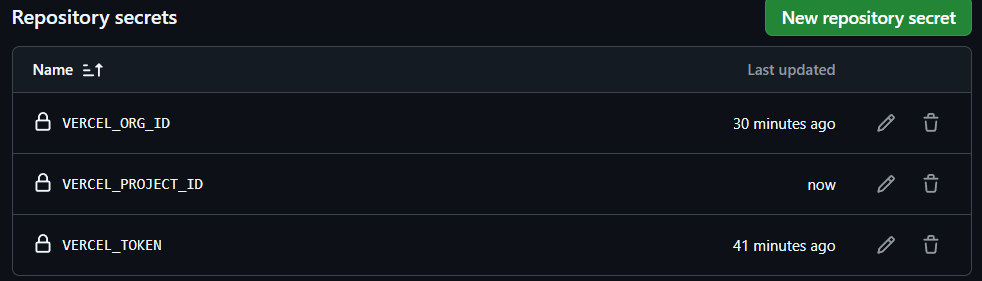 Repository secrets
New repository secret
Name
Last updated
VERCEL_ORG_ID
30 minutes ago
VERCEL_PROJECT_ID
now
VERCEL_TOKEN
41 minutes ago